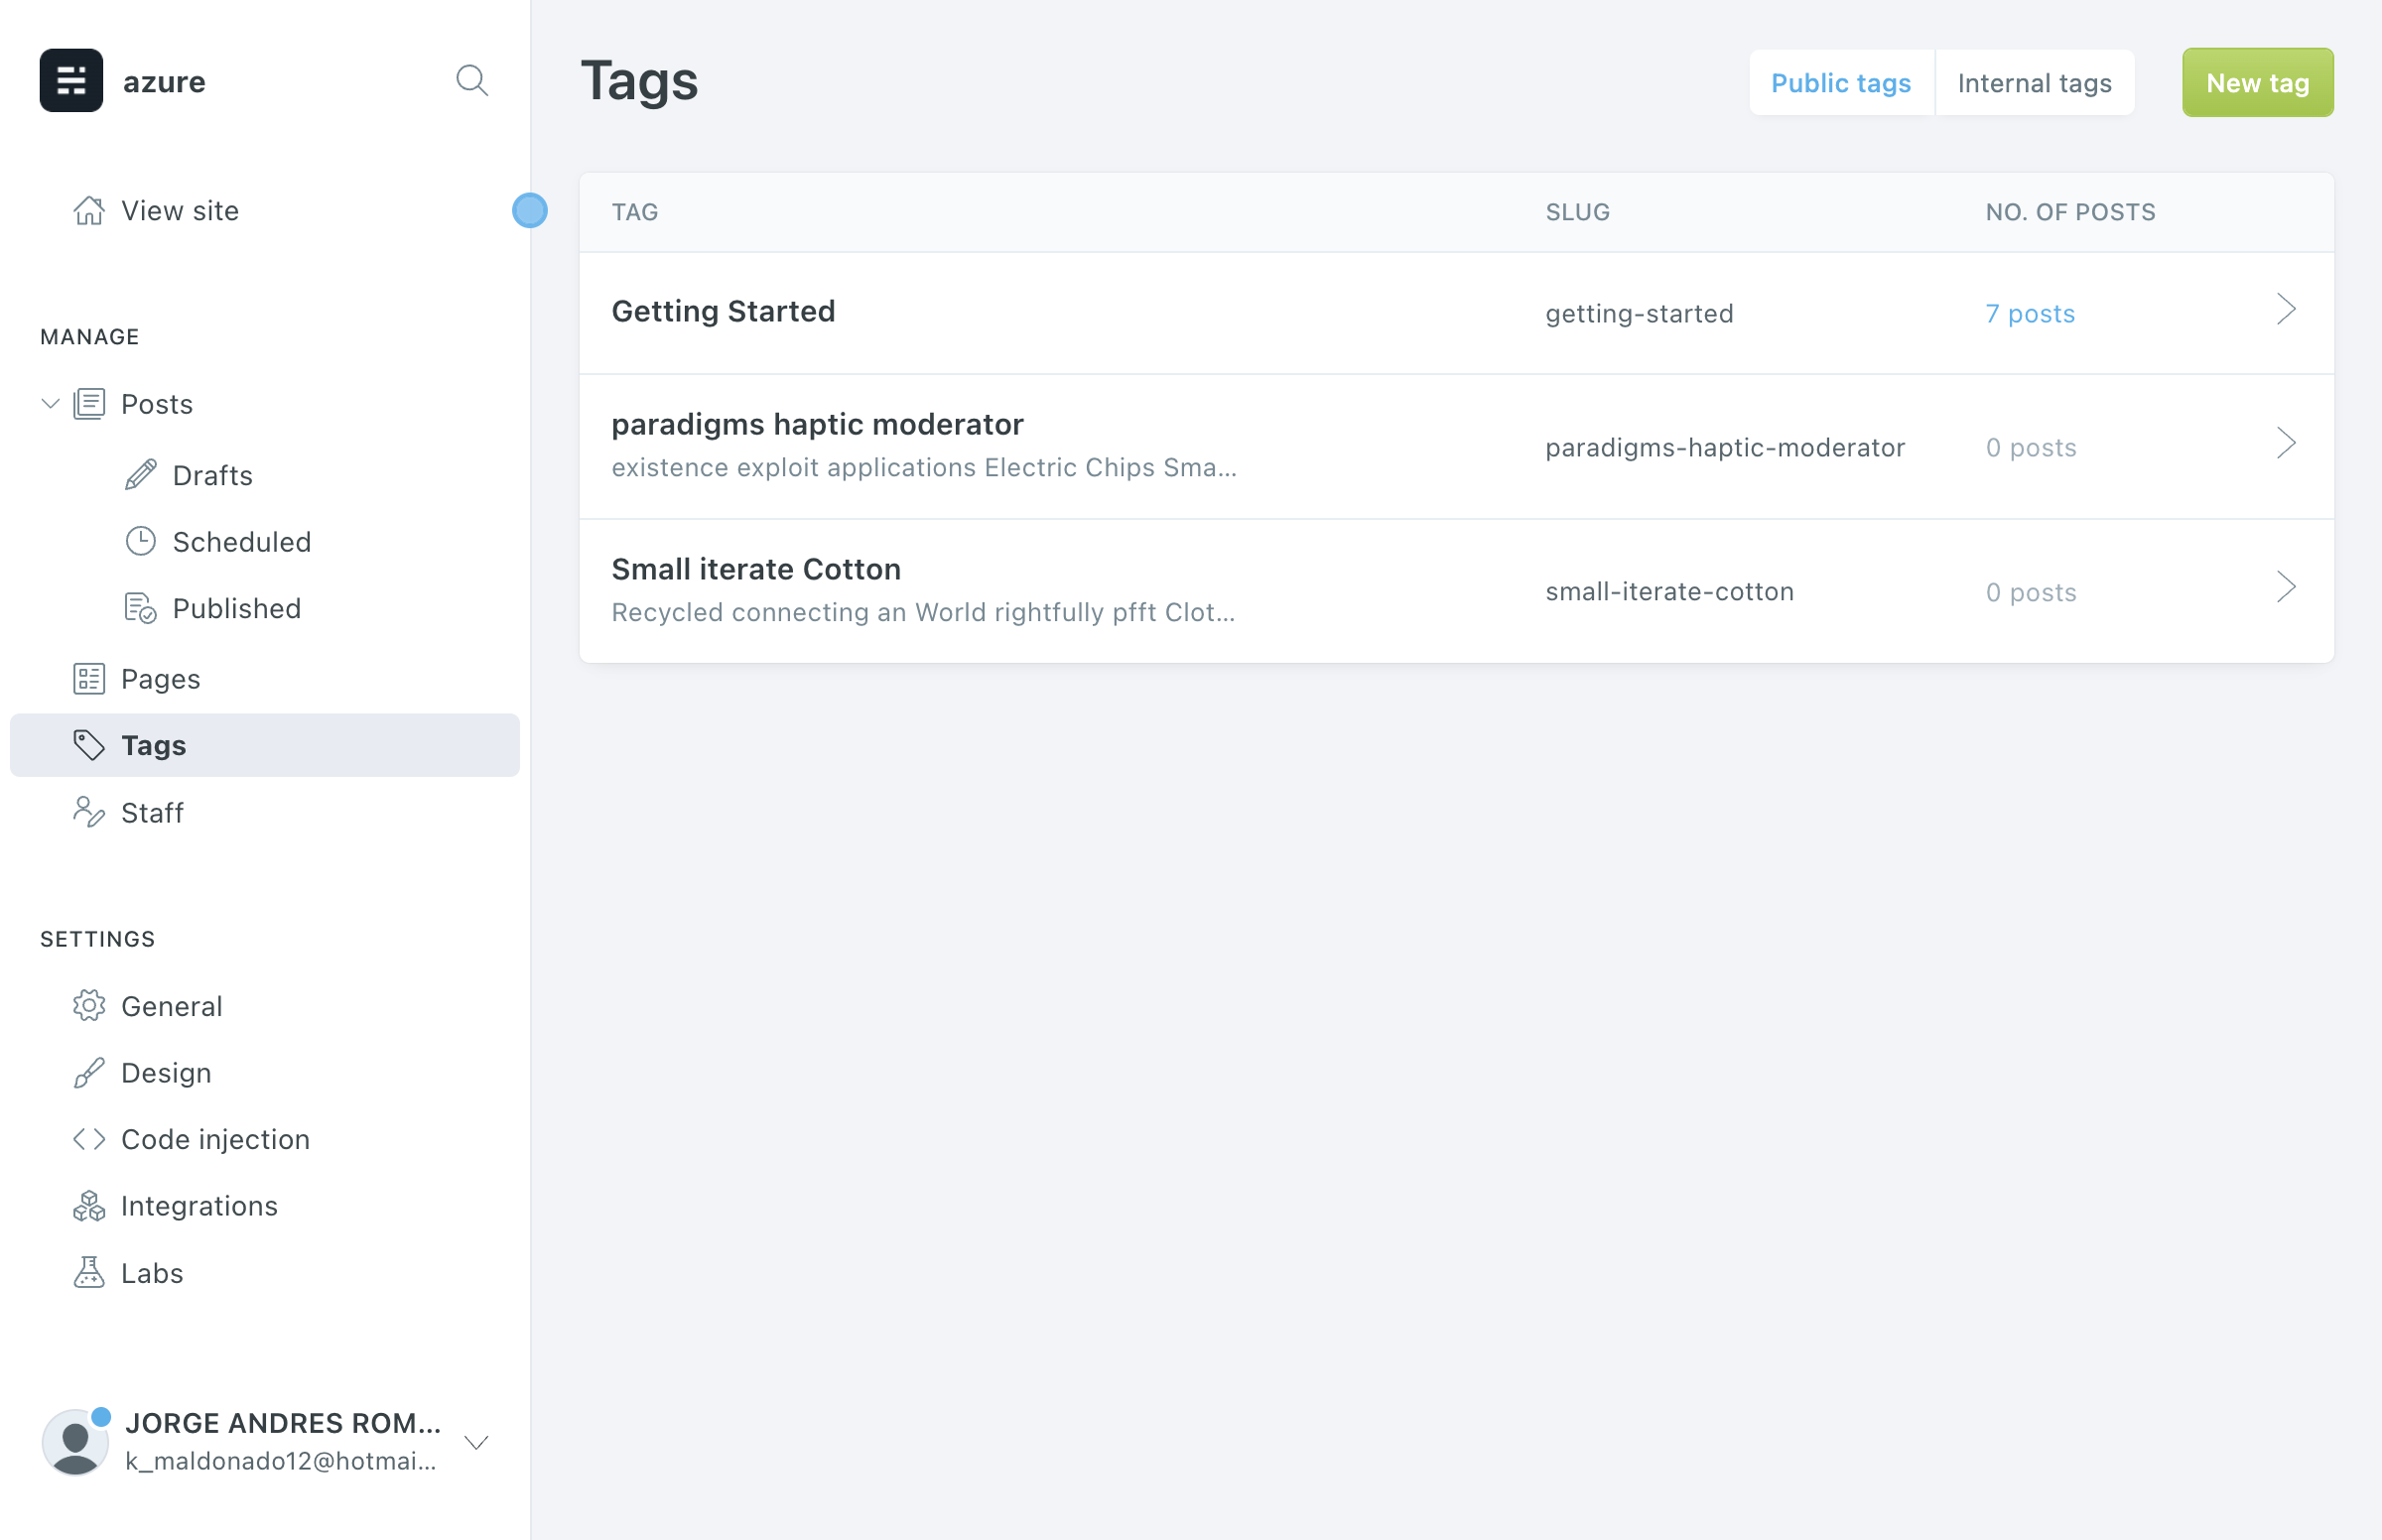 azure
View site
MANAGE
Posts
Drafts
Scheduled
Published
Pages
Tags
Staff
SETTINGS
General
Design
Code injection
Integrations
Labs
JORGE ANDRES ROM...
k_maldonado12@hotmai...
Tags
Public tags
Internal tags
New tag
TAG SLUG NO. OF POSTS
Getting Started getting-started 7 posts
paradigms haptic moderator
existence exploit applications Electric Chips Sma...
paradigms-haptic-moderator 0 posts
Small iterate Cotton
Recycled connecting an World rightfully pfft Clot...
small-iterate-cotton 0 posts